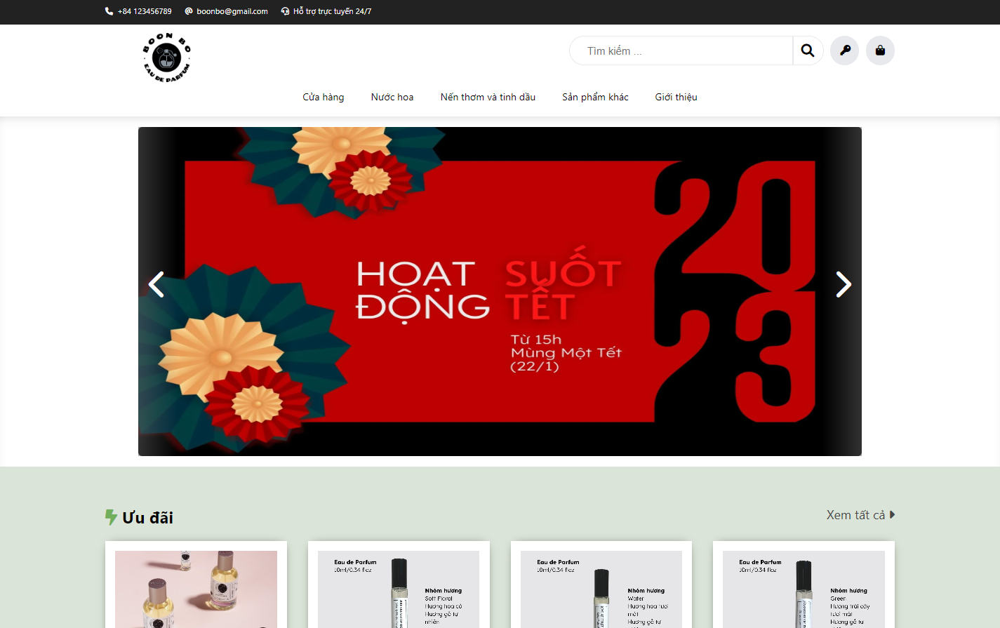 +84 123456789
boonbo@gmail.com
Hỗ trợ trực tuyến 24/7
BOON BO
EAU DE PARFUM
Tìm kiếm ...
Cửa hàng
Nước hoa
Nến thơm và tinh dầu
Sản phẩm khác
Giới thiệu
HOẠT
ĐỘNG
SUỐT
TẾT
Từ 15h
Mùng Một Tết
(22/1)
20
23
Ưu đãi
Xem tất cả
Eau de Parfum
10ml/0.34 floz
Nhóm hương
Soft Floral
Hương hoa cỏ
Hương gỗ tự
nhiên
Eau de Parfum
10ml/0.34 floz
Nhóm hương
Water
Hương hoa tươi
mát
Hương gỗ tự
Eau de Parfum
10ml/0.34 floz
Nhóm hương
Green
Hương trái cây
tươi mát
Hương gỗ tự